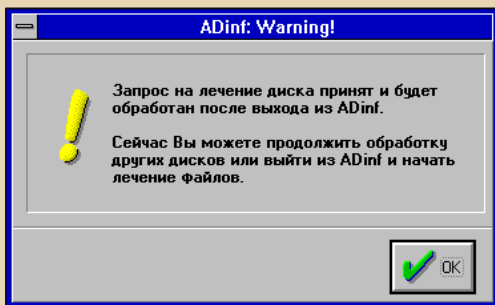 ADinf: Warning!
Запрос на лечение диска принят и будет
обработан после выхода из ADinf.
Сейчас Вы можете продолжить обработку
других дисков или выйти из ADinf и начать
лечение файлов.
OK